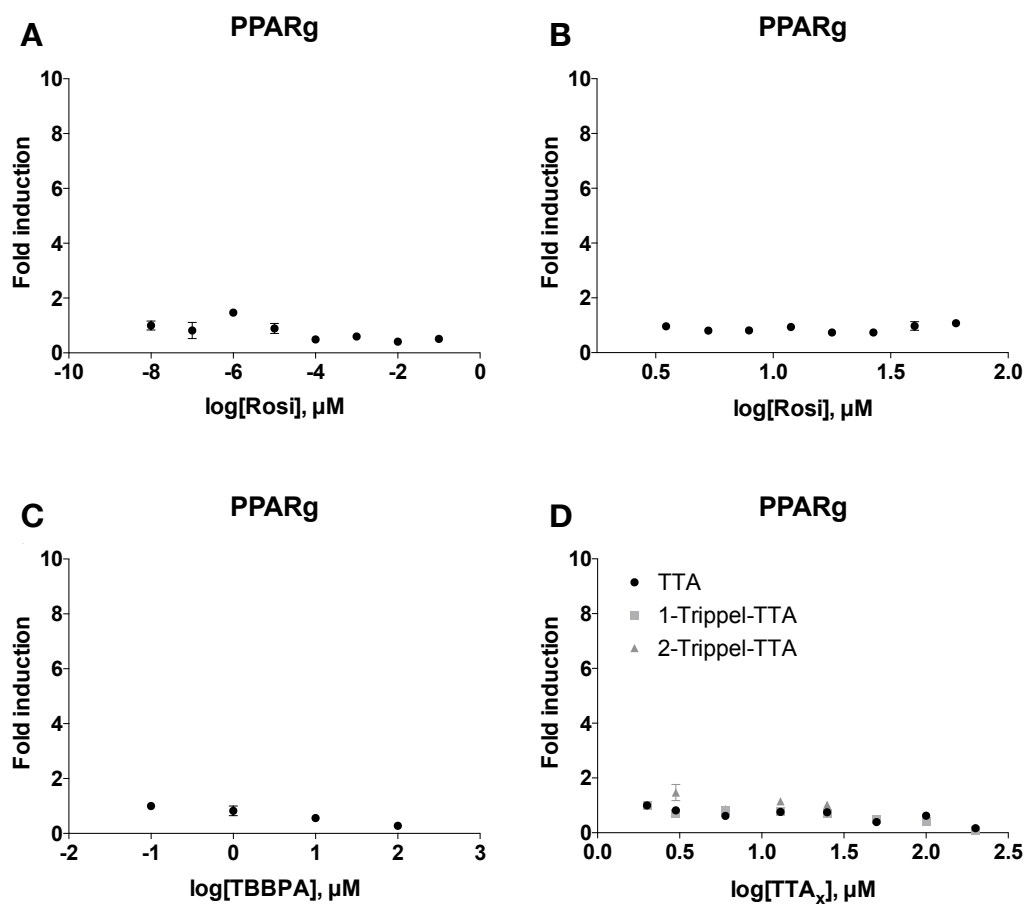 A
PPARg
10
8
6
4
2
0
Fold induction
-10 -8 -6 -4 -2 0
log[Rosi], µM
B
PPARg
10
8
6
4
2
0
Fold induction
0.5 1.0 1.5 2.0
log[Rosi], µM
C
PPARg
10
8
6
4
2
0
Fold induction
-2 -1 0 1 2 3
log[TBBPA], µM
D
PPARg
10
8
6
4
2
0
Fold induction
TTA
1-Trippel-TTA
2-Trippel-TTA
0.0 0.5 1.0 1.5 2.0 2.5
log[TTAx], µM